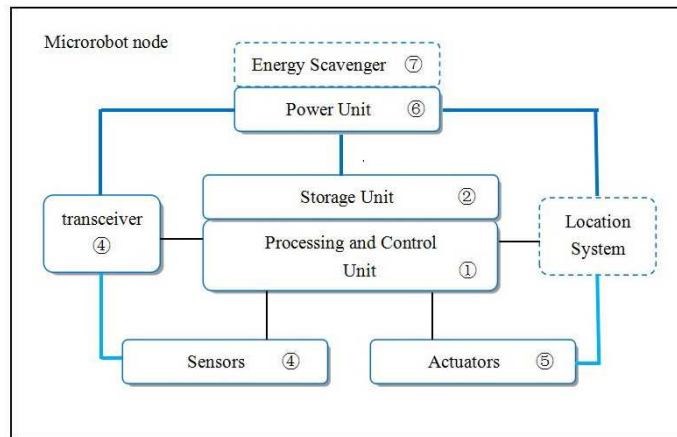 Microrobot node
Energy Scavenger ⑦
Power Unit ⑥
Storage Unit ②
transceiver
④
Processing and Control
Unit ①
Location
System
Sensors ④
Actuators ⑤